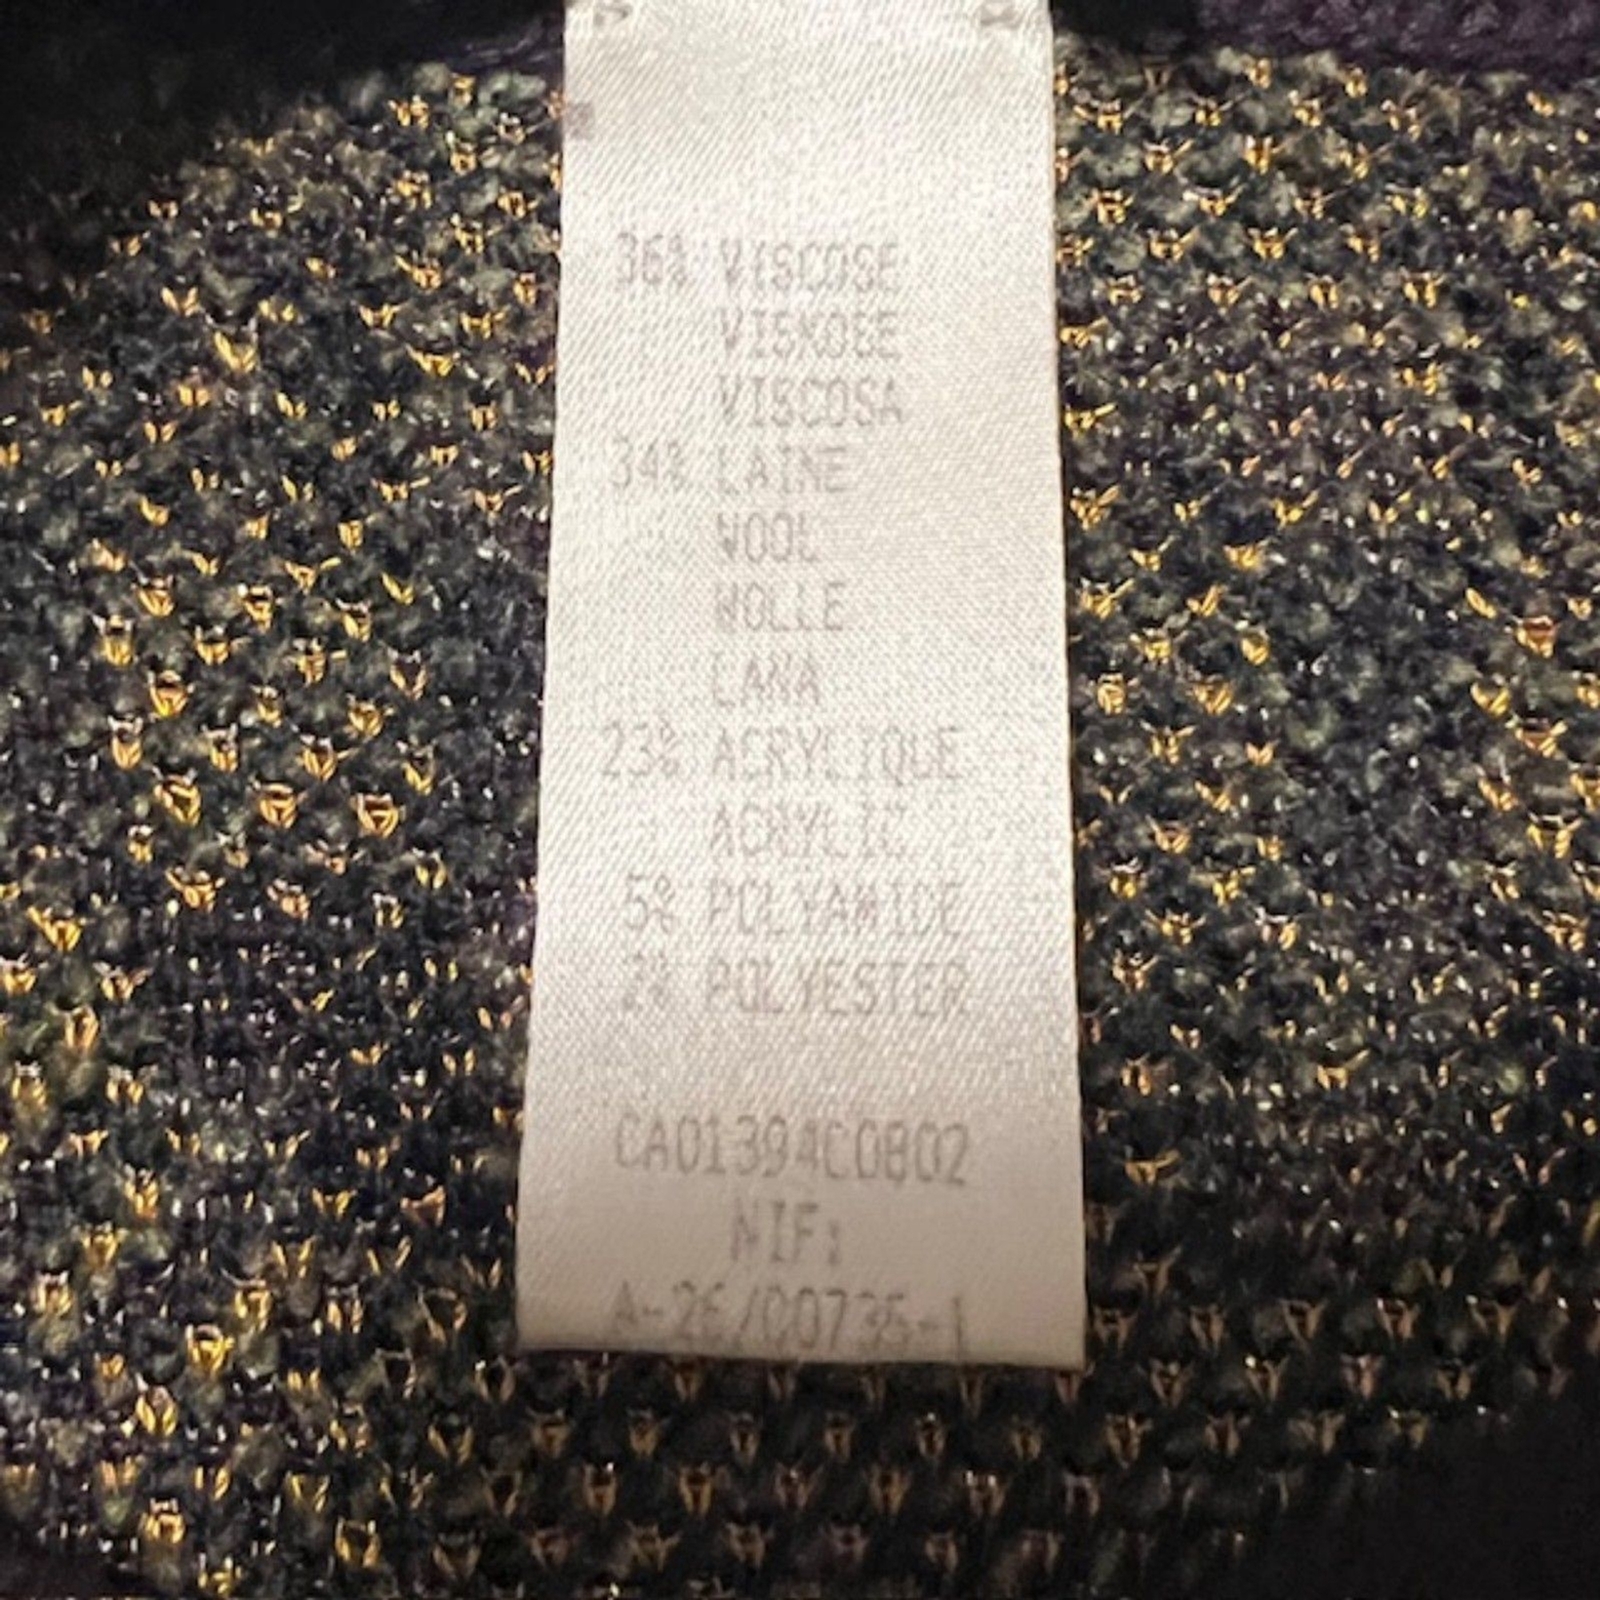 36% VISCOSE
VISKOSE
VISCOSA
34% LAINE
WOOL
WOLLE
LANA
23% ACRYLIQUE
ACRYLIC
5% POLYAMIDE
2% POLYESTER
CA01394C0802
NIF:
A-26/00735-1